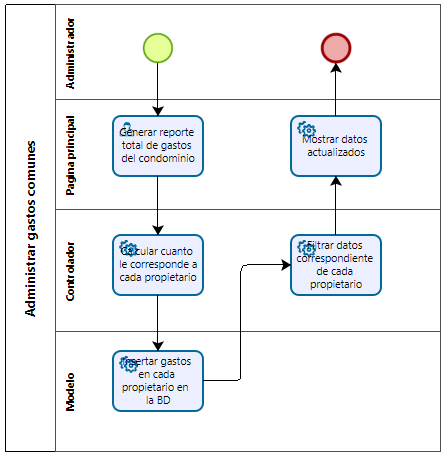 Administrar gastos comunes
Administrador
Pagina principal
Generar reporte
total de gastos
del condominio
Mostrar datos
actualizados
Controlador
Calcular cuanto
le corresponde a
cada propietario
Filtrar datos
correspondiente
de cada
propietario
Modelo
Insertar gastos
en cada
propietario en
la BD